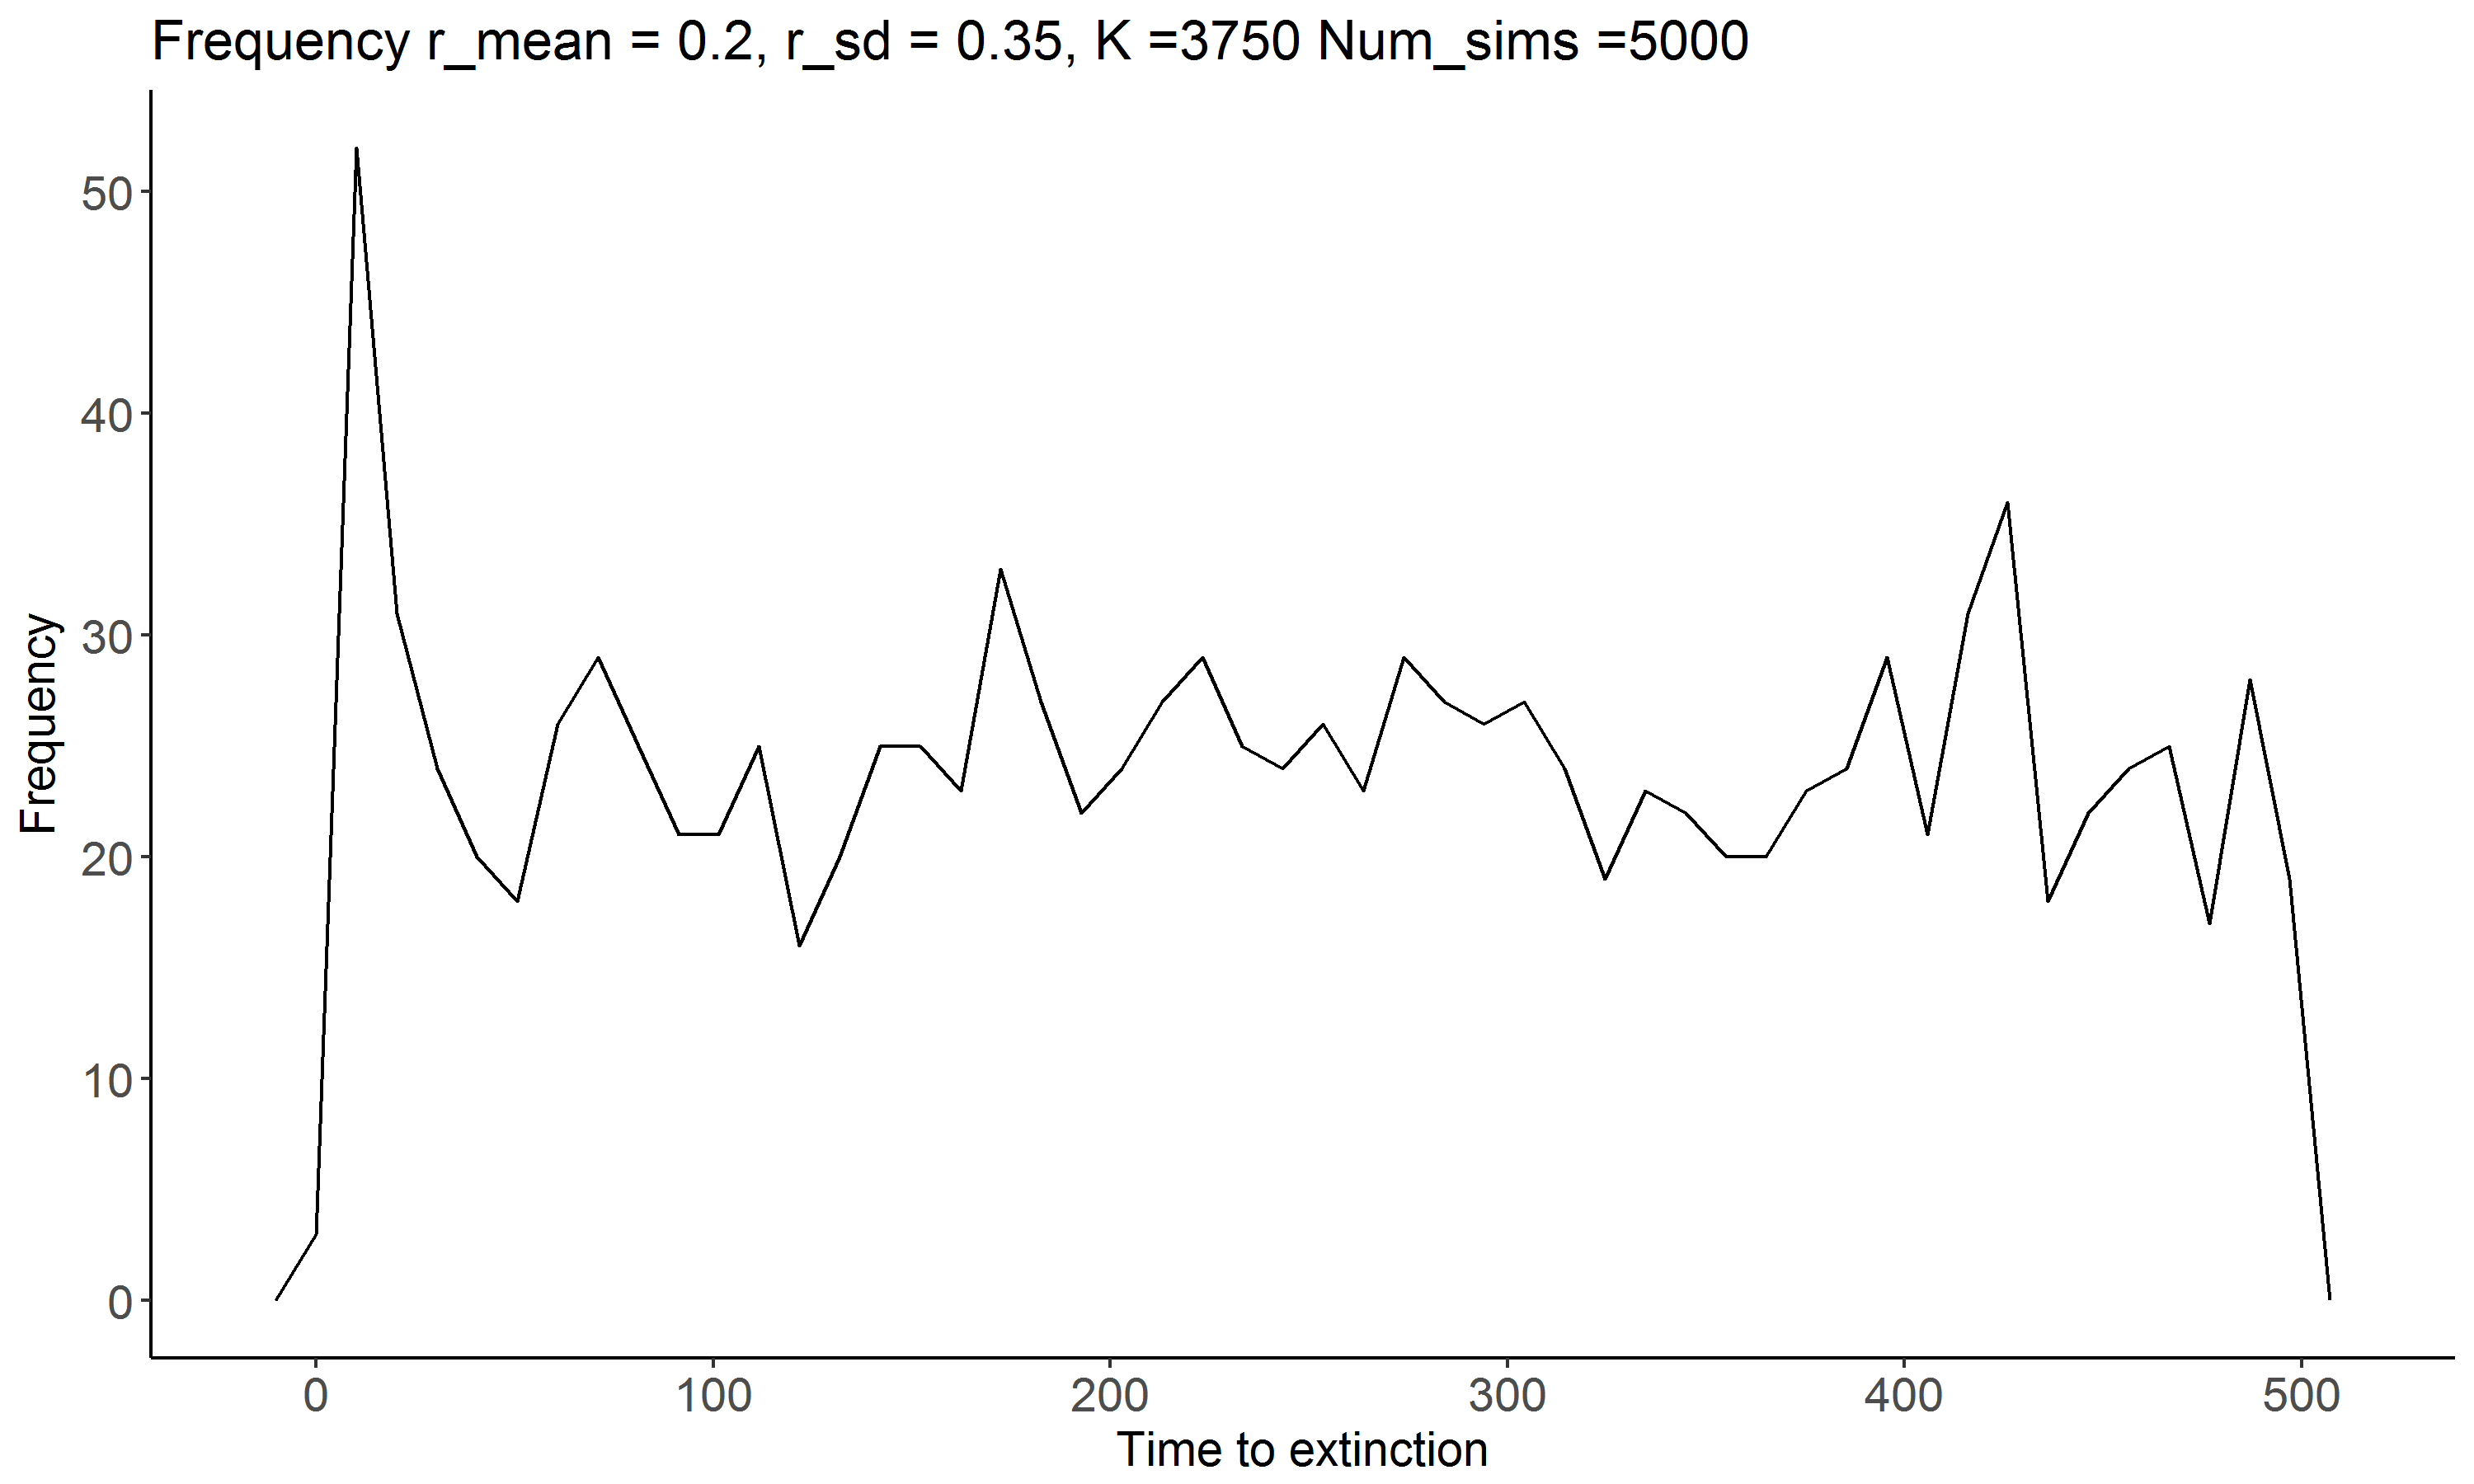 Frequency r_mean = 0.2, r_sd = 0.35, K =3750 Num_sims =5000
Frequency
50
40
30
20
10
0
0 100 200 300 400 500
Time to extinction